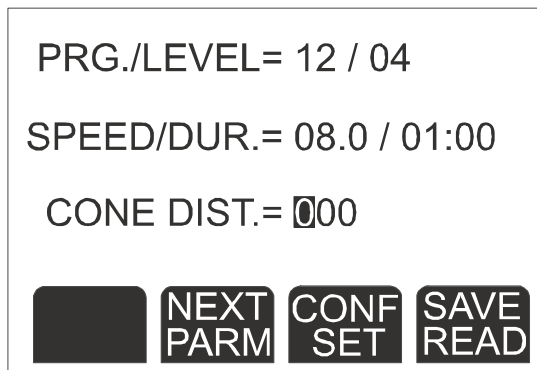 PRG./LEVEL= 12 / 04
SPEED/DUR.= 08.0 / 01:00
CONE DIST.= 000
NEXT PARM
CONF SET
SAVE READ